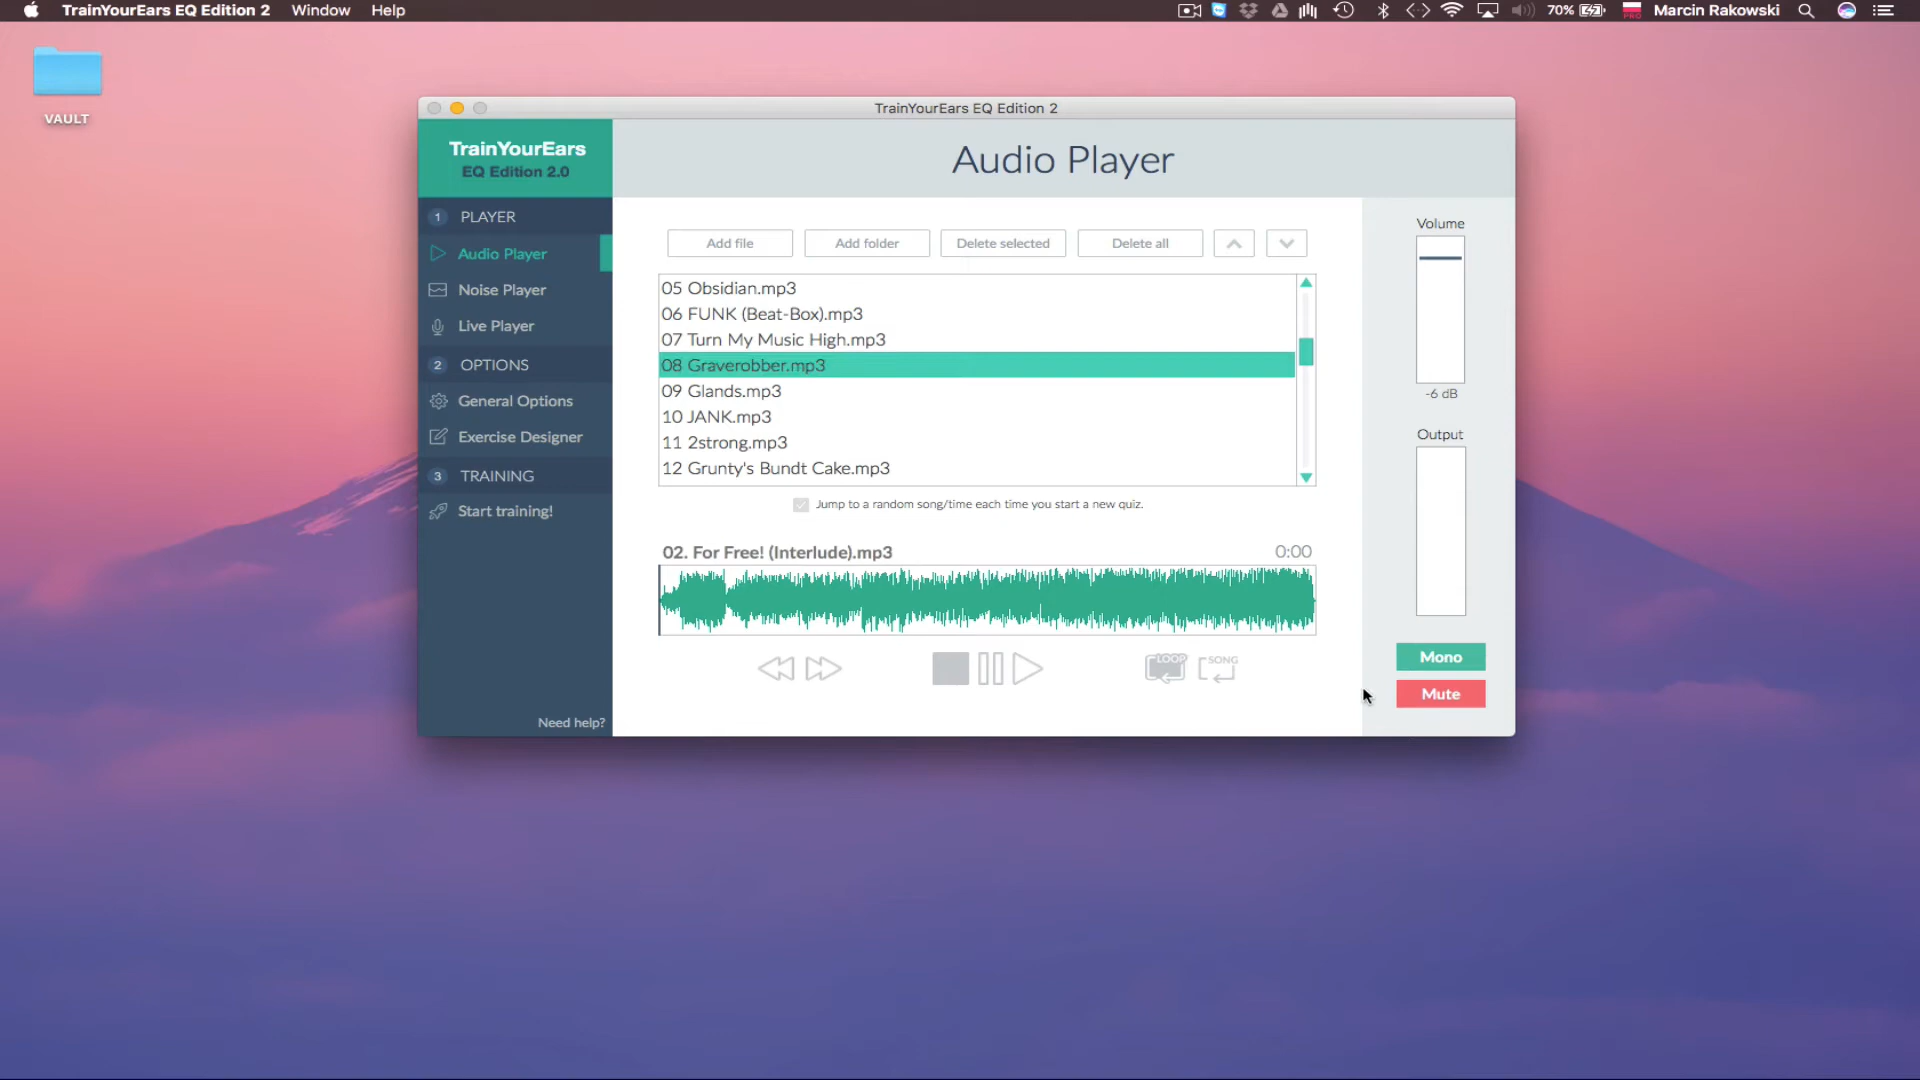 TrainYourEars EQ Edition 2 Window Help 70% PRO Marcin Rakowski
VAULT
TrainYourEars EQ Edition 2
TrainYourEars
EQ Edition 2.0
1 PLAYER
Audio Player
Noise Player
Live Player
2 OPTIONS
General Options
Exercise Designer
3 TRAINING
Start training!
Need help?
Audio Player
Add file Add folder Delete selected Delete all
05 Obsidian.mp3
06 FUNK (Beat-Box).mp3
07 Turn My Music High.mp3
08 Graverobber.mp3
09 Glands.mp3
10 JANK.mp3
11 2strong.mp3
12 Grunty's Bundt Cake.mp3
Jump to a random song/time each time you start a new quiz.
02. For Free! (Interlude).mp3 0:00
LOOP SONG
Volume
-6 dB
Output
Mono
Mute